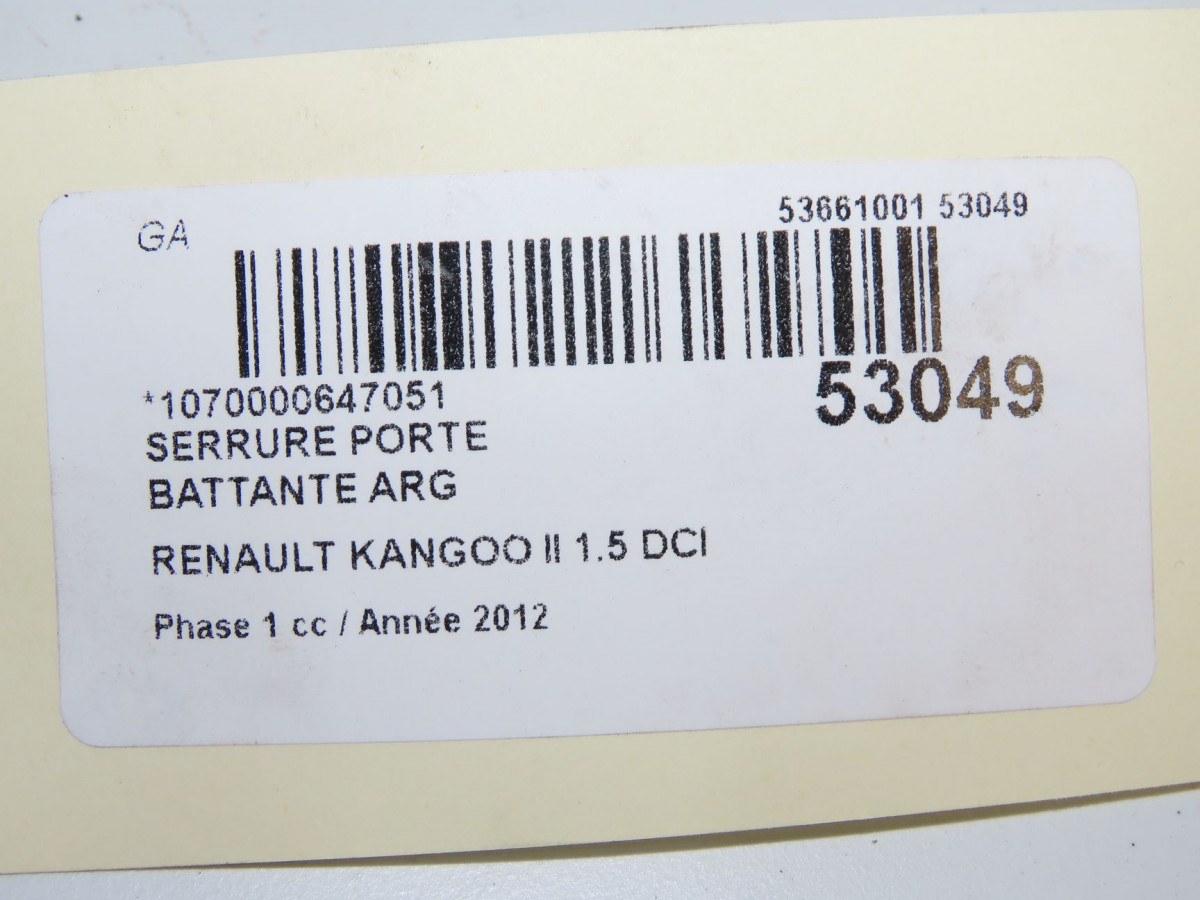 GA
53661001 53049
*1070000647051
53049
SERRURE PORTE
BATTANTE ARG
RENAULT KANGOO II 1.5 DCI
Phase 1 cc / Année 2012